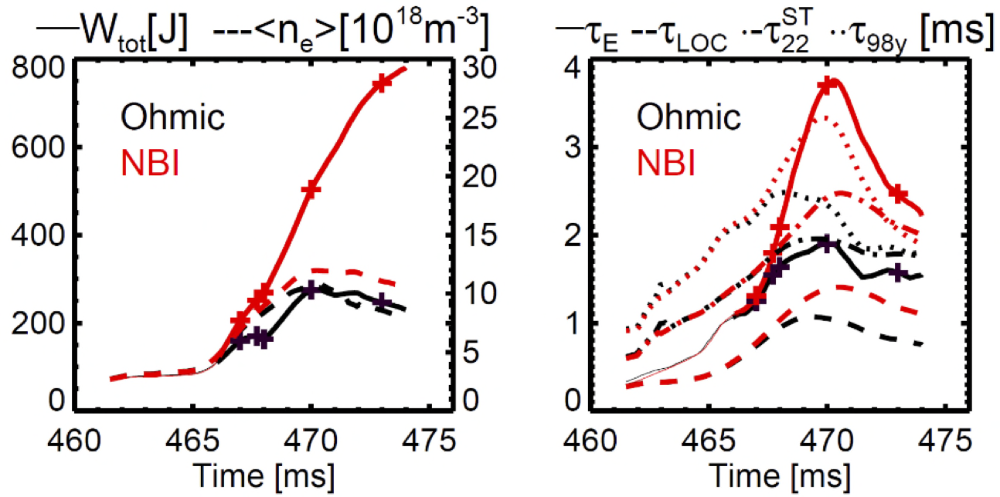 —W_tot[J] ---<n_e>[10^18m^-3]
800
600
400
200
0
30
25
20
15
10
5
0
Ohmic
NBI
460 465 470 475
Time [ms]
—τ_E --τ_LOC ·-τ_22^ST ··τ_98y [ms]
4
3
2
1
0
Ohmic
NBI
460 465 470 475
Time [ms]